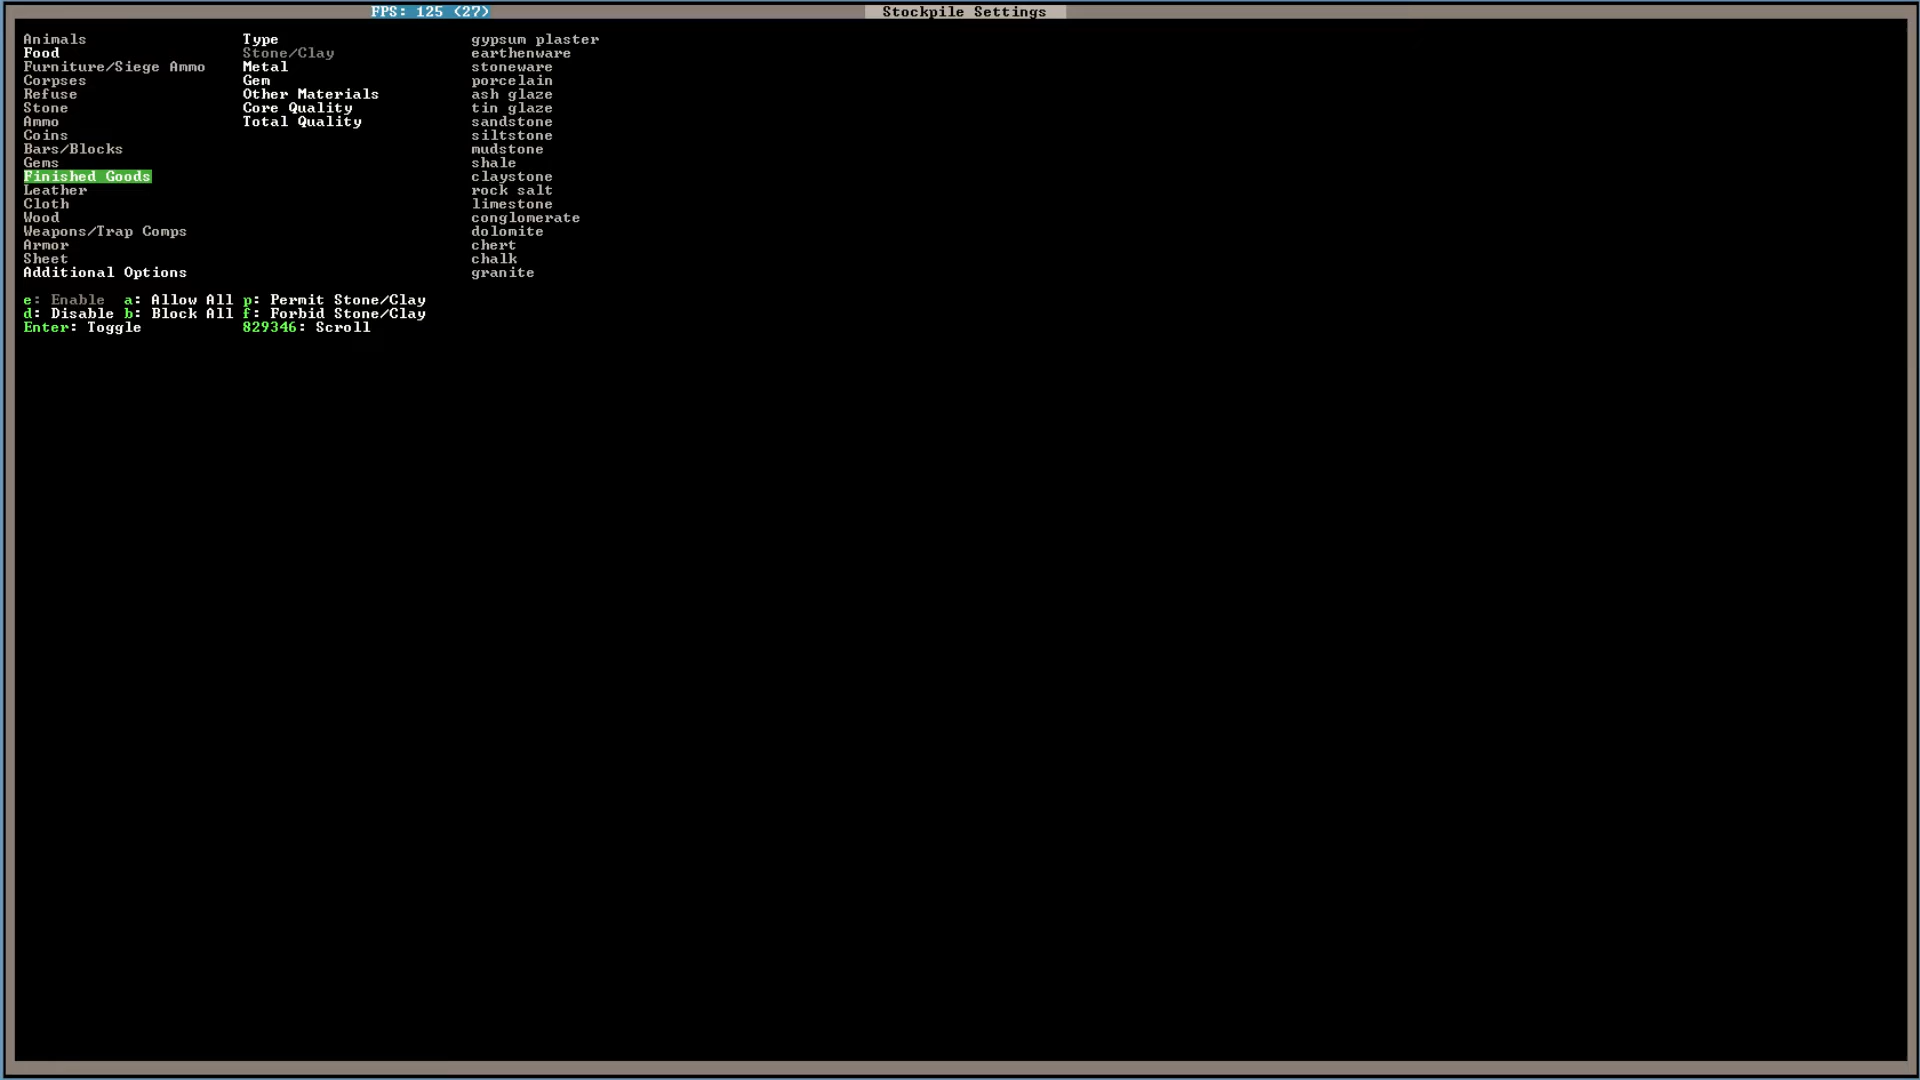 FPS: 125 (27) Stockpile Settings
Animals Type gypsum plaster
Food Stone/Clay earthenware
Furniture/Siege Ammo Metal stoneware
Corpses Gem porcelain
Refuse Other Materials ash glaze
Stone Core Quality tin glaze
Ammo Total Quality sandstone
Coins siltstone
Bars/Blocks mudstone
Gems shale
Finished Goods claystone
Leather rock salt
Cloth limestone
Wood conglomerate
Weapons/Trap Comps dolomite
Armor chert
Sheet chalk
Additional Options granite
e: Enable a: Allow All p: Permit Stone/Clay
d: Disable b: Block All f: Forbid Stone/Clay
Enter: Toggle 829346: Scroll